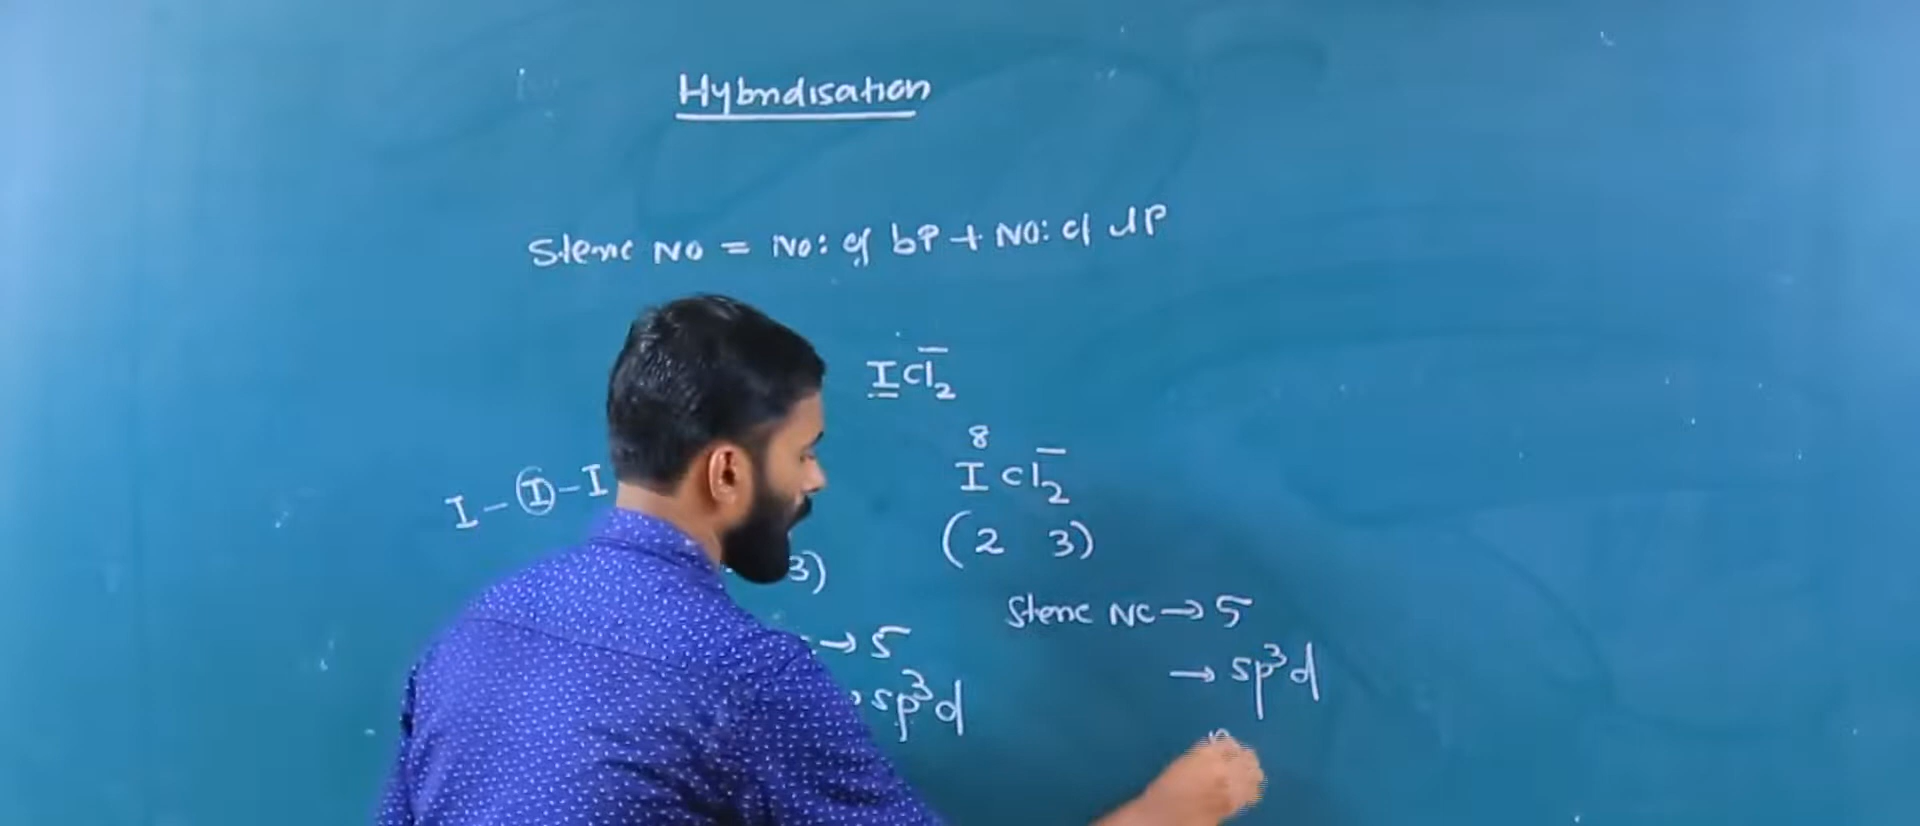 Hybridisation
Steric No = No: of bp + No: of lp
ICl₂⁻
8
I - I - I
ICl₂⁻
(2 3)
3)
Steric No → 5
→ 5
→ sp³d
sp³d